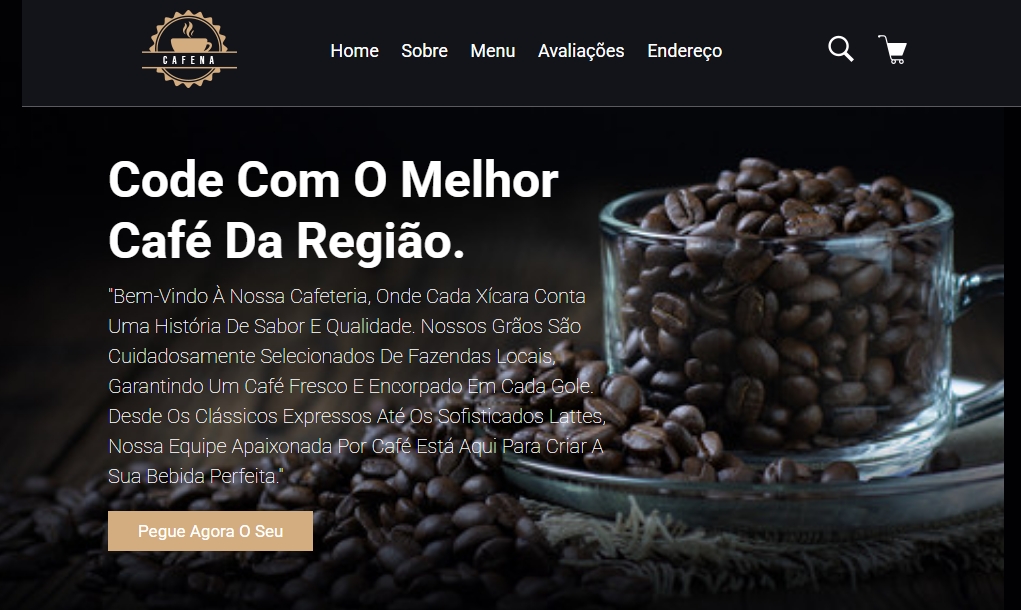 CAFENA
Home Sobre Menu Avaliações Endereço
Code Com O Melhor
Café Da Região.
"Bem-Vindo À Nossa Cafeteria, Onde Cada Xícara Conta
Uma História De Sabor E Qualidade. Nossos Grãos São
Cuidadosamente Selecionados De Fazendas Locais,
Garantindo Um Café Fresco E Encorpado Em Cada Gole.
Desde Os Clássicos Expressos Até Os Sofisticados Lattes,
Nossa Equipe Apaixonada Por Café Está Aqui Para Criar A
Sua Bebida Perfeita."
Pegue Agora O Seu